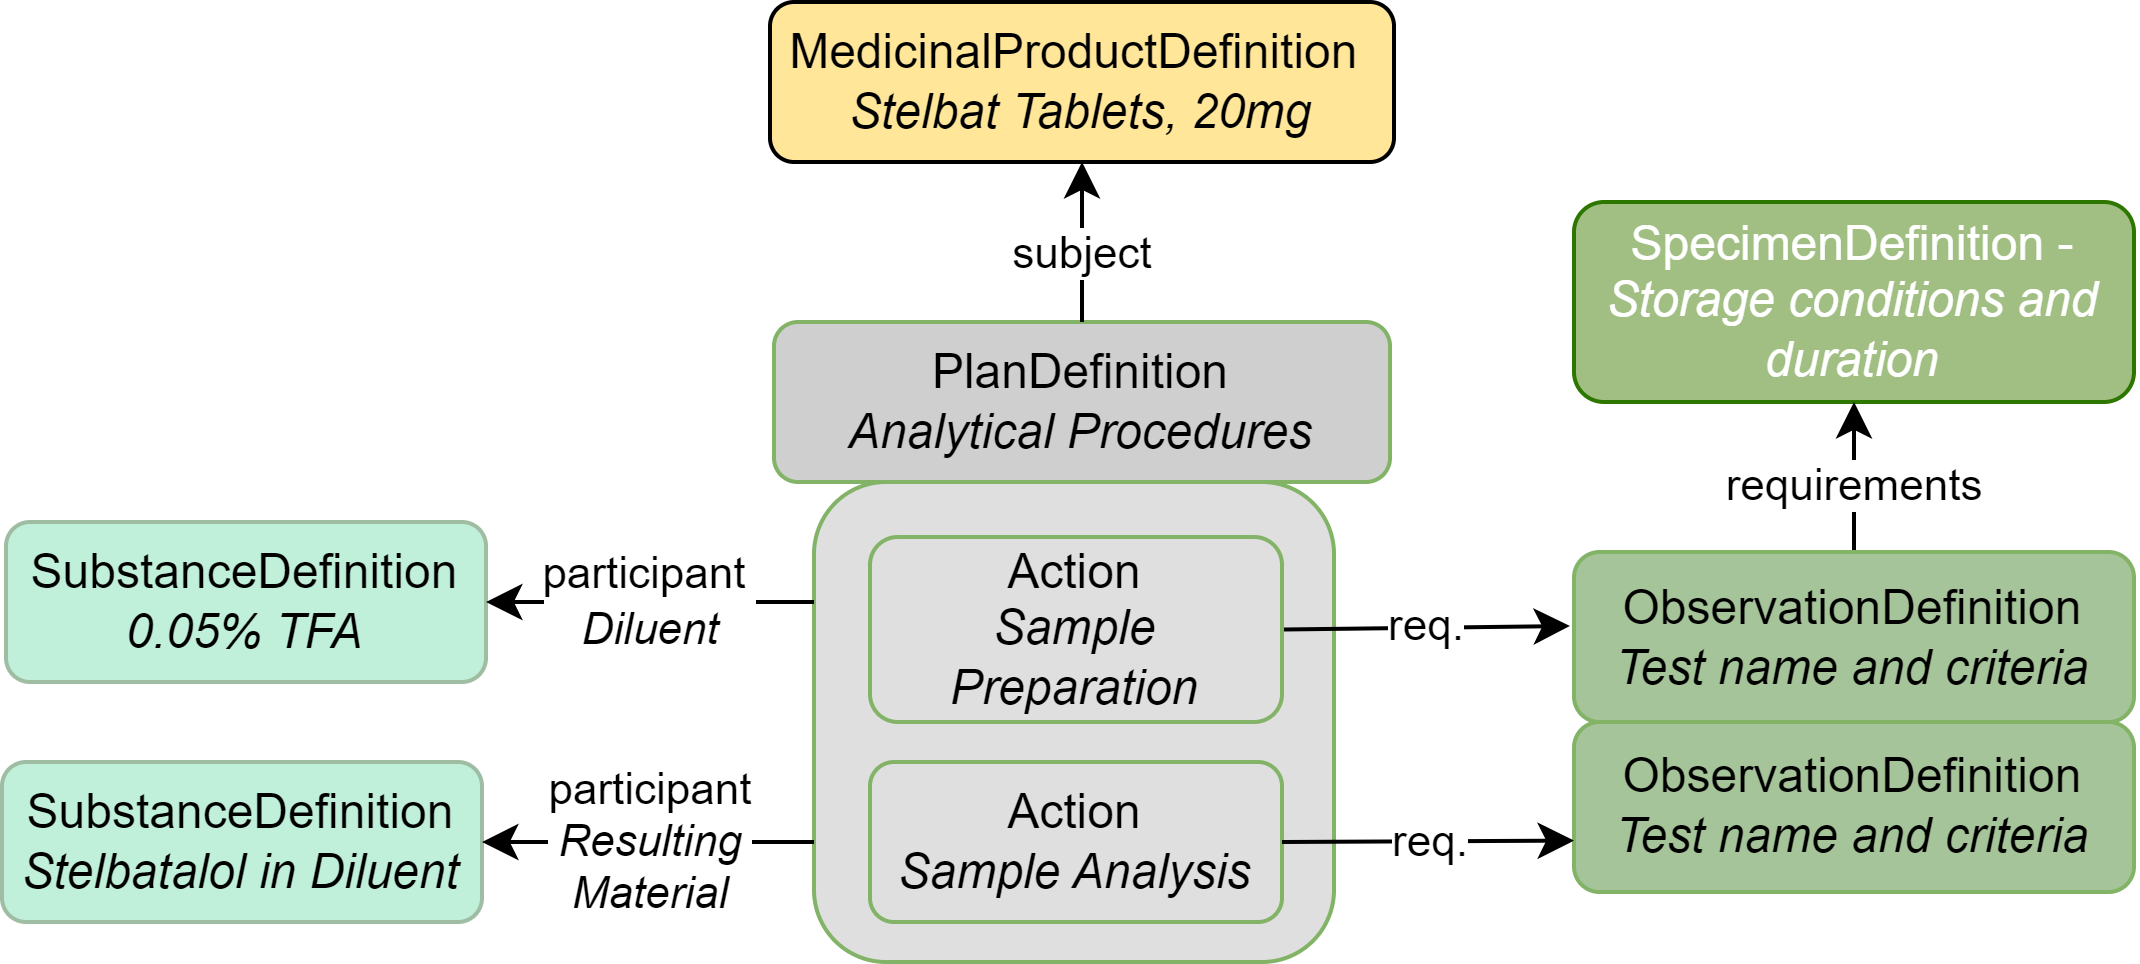 MedicinalProductDefinition
Stelbat Tablets, 20mg
subject
PlanDefinition
Analytical Procedures
SpecimenDefinition -
Storage conditions and
duration
requirements
SubstanceDefinition
0.05% TFA
participant
Diluent
Action
Sample
Preparation
req.
ObservationDefinition
Test name and criteria
SubstanceDefinition
Stelbatalol in Diluent
participant
Resulting
Material
Action
Sample Analysis
req.
ObservationDefinition
Test name and criteria